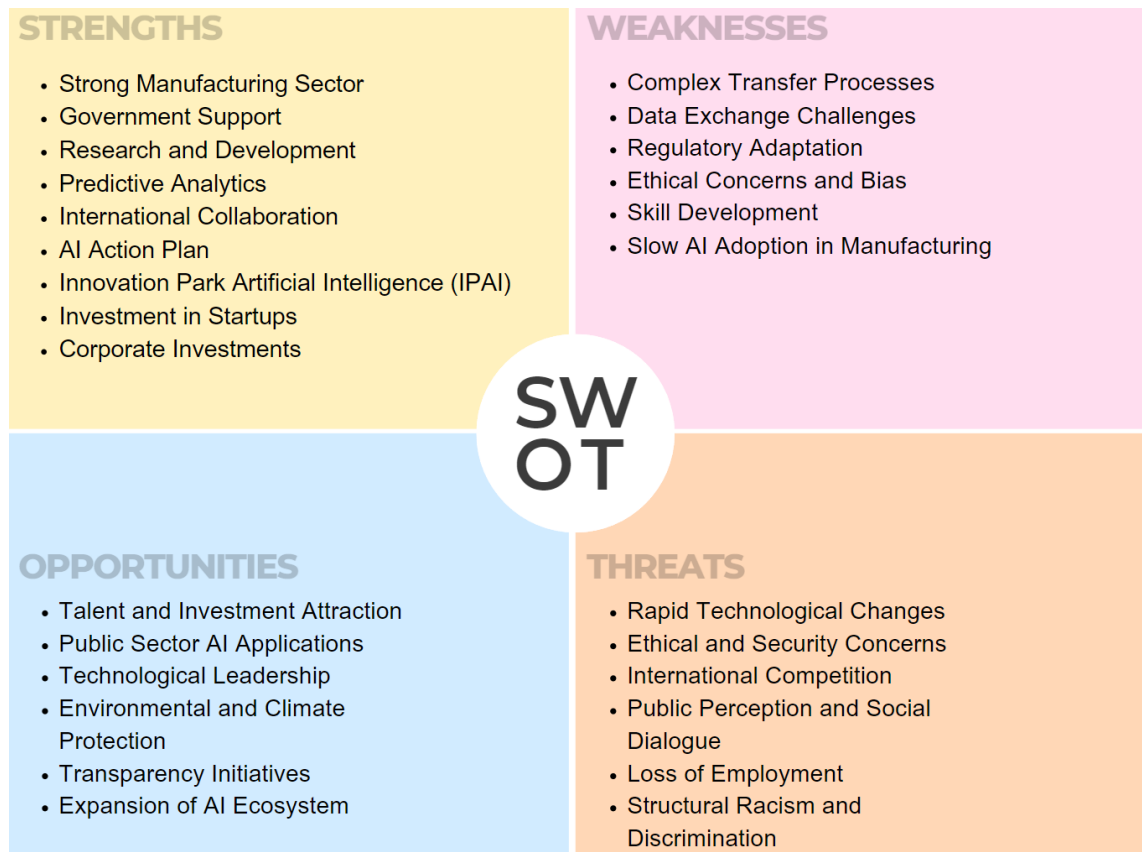 STRENGTHS
• Strong Manufacturing Sector
• Government Support
• Research and Development
• Predictive Analytics
• International Collaboration
• AI Action Plan
• Innovation Park Artificial Intelligence (IPAI)
• Investment in Startups
• Corporate Investments
WEAKNESSES
• Complex Transfer Processes
• Data Exchange Challenges
• Regulatory Adaptation
• Ethical Concerns and Bias
• Skill Development
• Slow AI Adoption in Manufacturing
SW
OT
OPPORTUNITIES
• Talent and Investment Attraction
• Public Sector AI Applications
• Technological Leadership
• Environmental and Climate
Protection
• Transparency Initiatives
• Expansion of AI Ecosystem
THREATS
• Rapid Technological Changes
• Ethical and Security Concerns
• International Competition
• Public Perception and Social
Dialogue
• Loss of Employment
• Structural Racism and
Discrimination